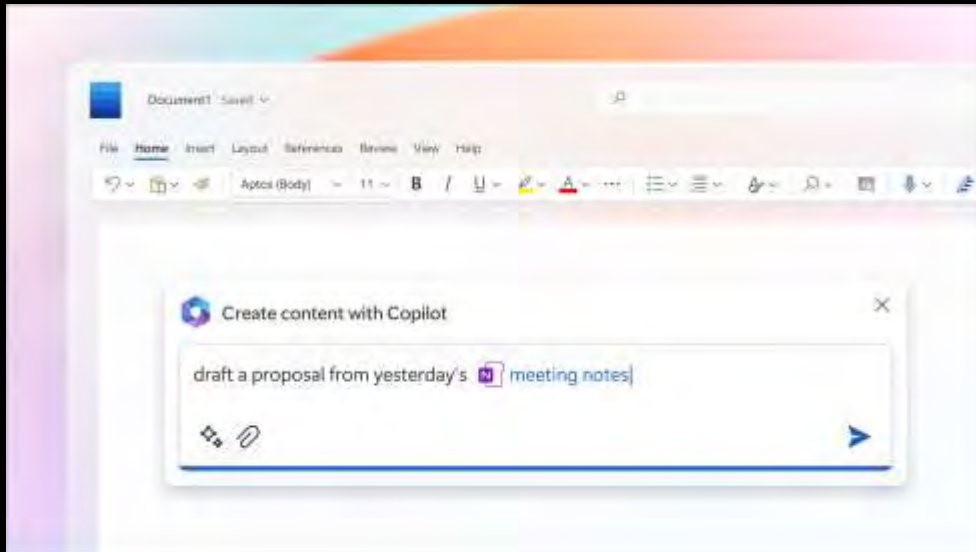 Document1 Saved
File Home Insert Layout References Review View Help
Aptos (Body) 11 B I U A
Create content with Copilot
draft a proposal from yesterday's N meeting notes